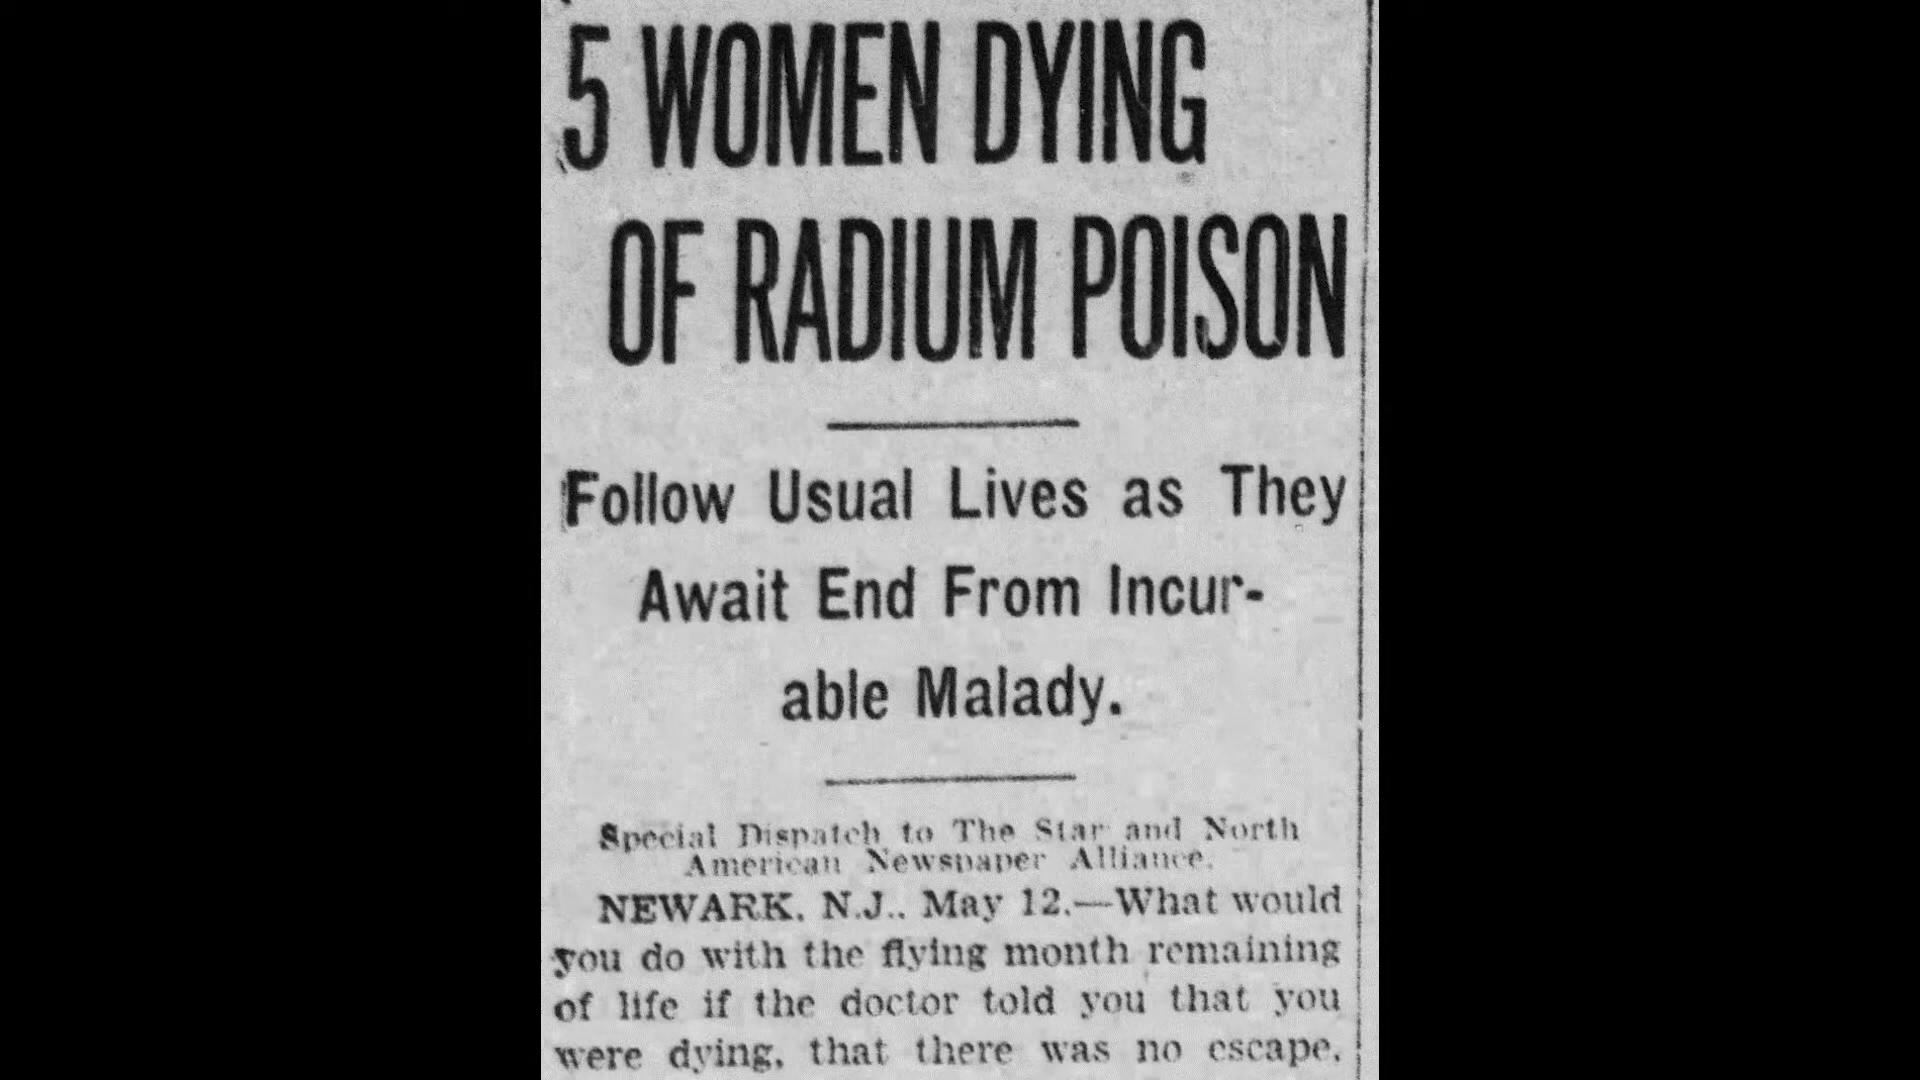 5 WOMEN DYING
OF RADIUM POISON
Follow Usual Lives as They
Await End From Incur-
able Malady.
Special Dispatch to The Star and North
American Newspaper Alliance.
NEWARK, N.J., May 12.—What would
you do with the flying month remaining
of life if the doctor told you that you
were dying, that there was no escape,